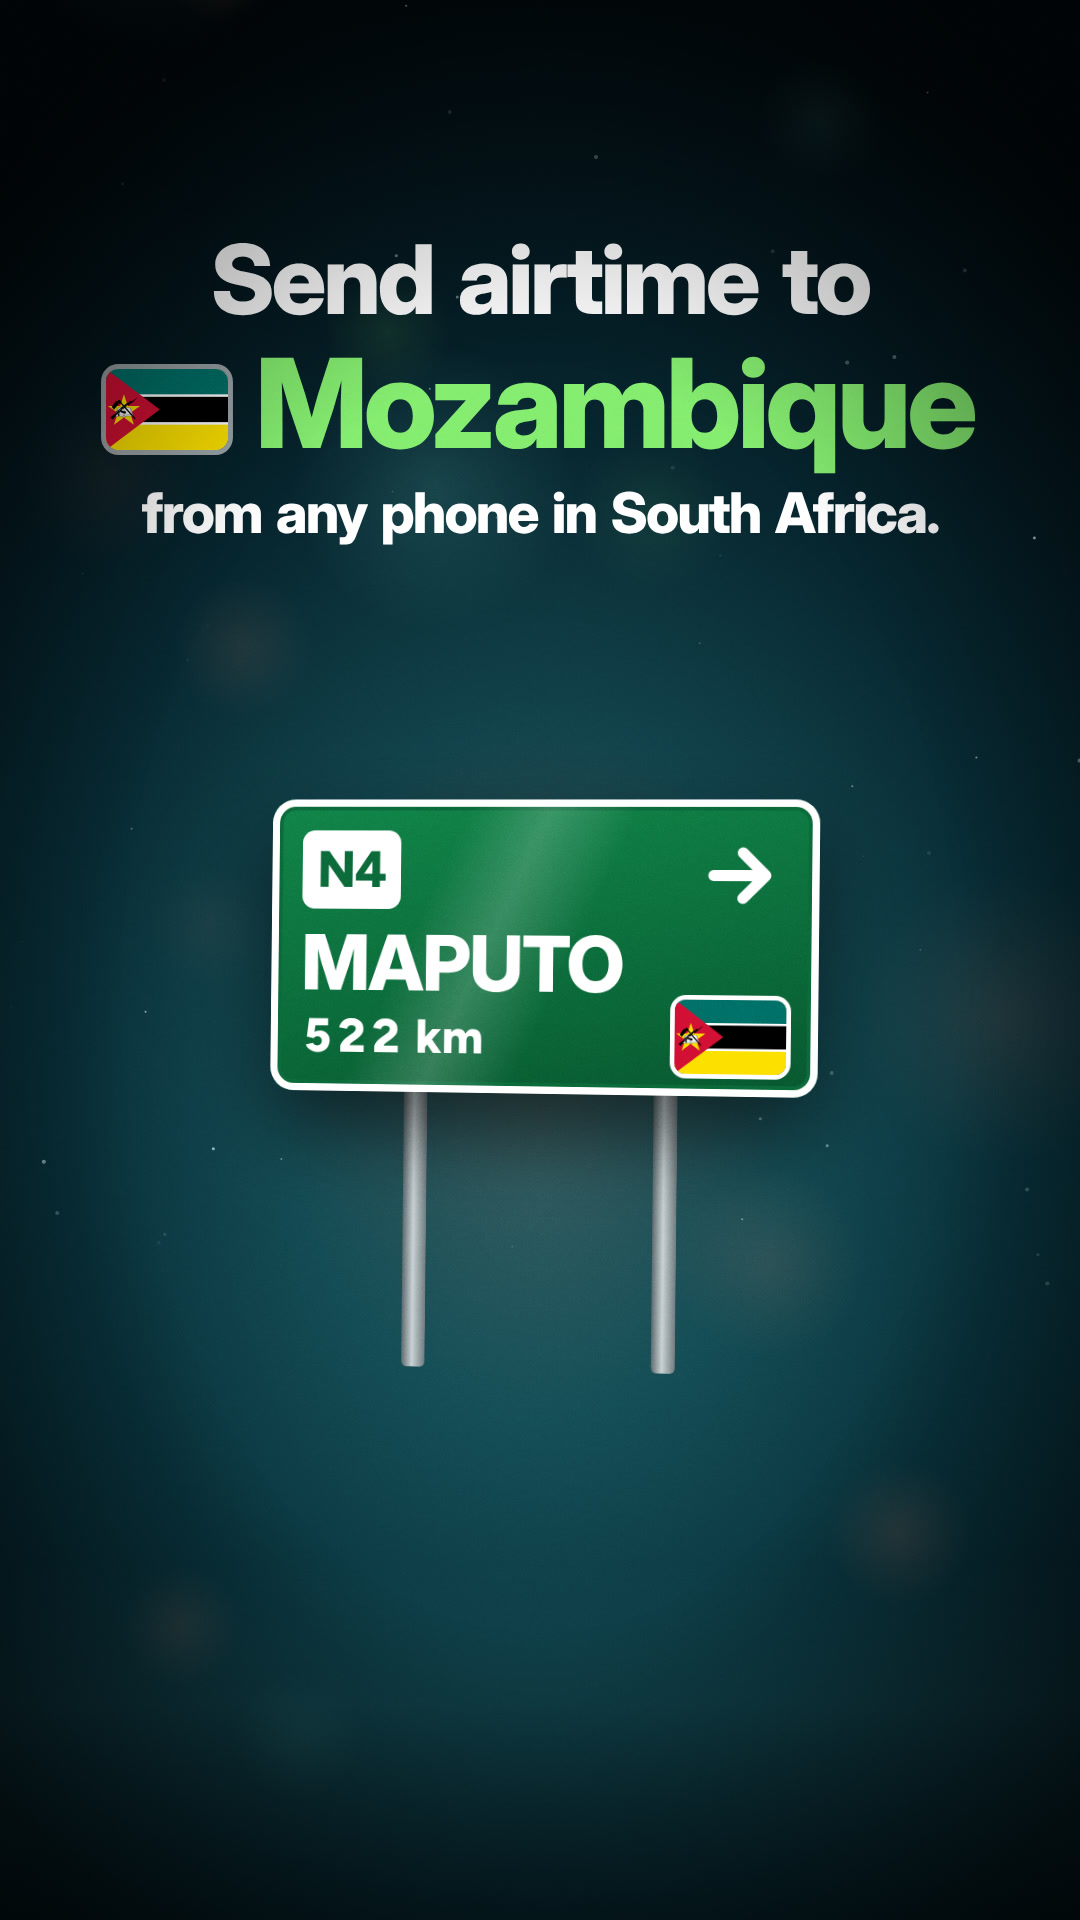 Send airtime to
Mozambique
from any phone in South Africa.
N4
MAPUTO
522 km